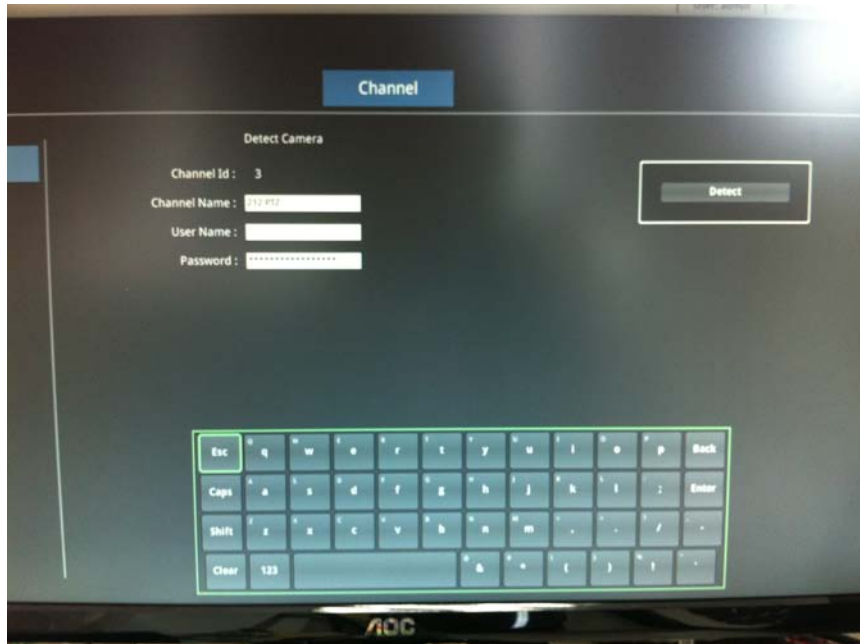 Channel
Detect Camera
Channel Id : 3
Channel Name : 212 PTZ
User Name :
Password : ****************
Detect
Esc q w e r t y u i o p Back
Caps a s d f g h j k l ; Enter
Shift z x c v b n m , . / -
Clear 123 & * ( ) !
AOC